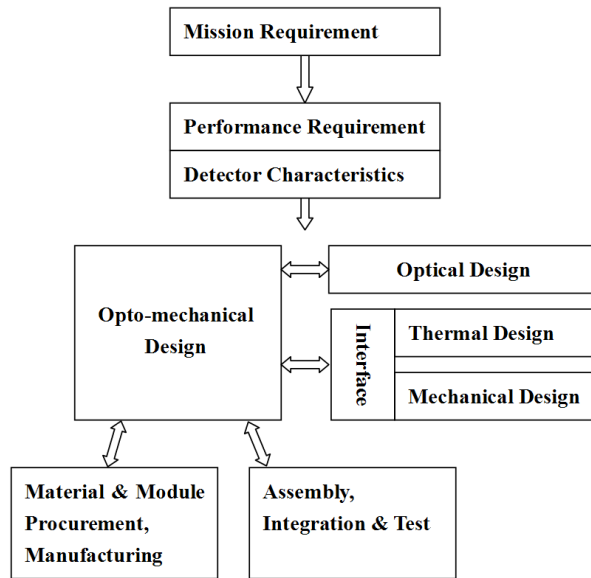 Mission Requirement
Performance Requirement
Detector Characteristics
Optical Design
Opto-mechanical
Design
Interface
Thermal Design
Mechanical Design
Material & Module
Procurement,
Manufacturing
Assembly,
Integration & Test